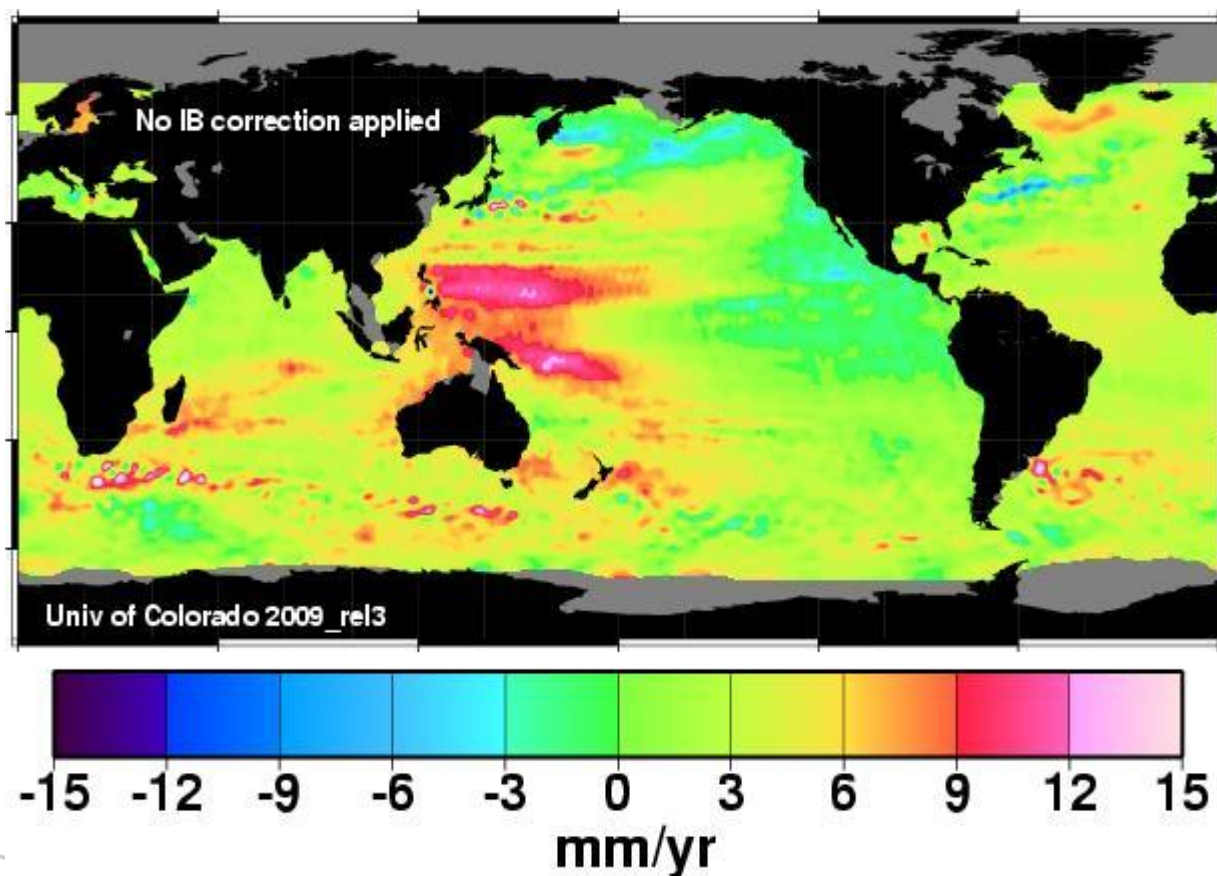 No IB correction applied
Univ of Colorado 2009_rel3
-15 -12 -9 -6 -3 0 3 6 9 12 15
mm/yr